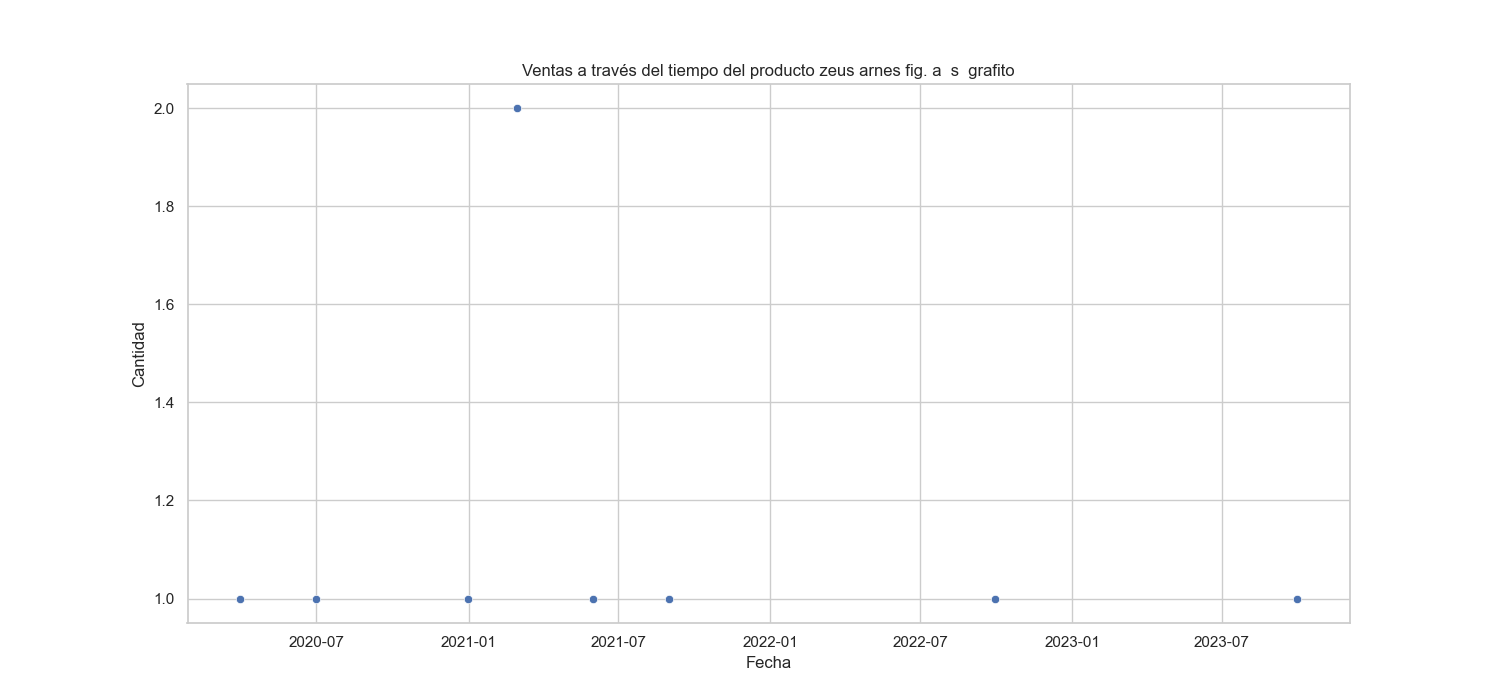 Ventas a través del tiempo del producto zeus arnes fig. a  s  grafito
2.0
1.8
1.6
1.4
1.2
1.0
Cantidad
2020-07 2021-01 2021-07 2022-01 2022-07 2023-01 2023-07
Fecha